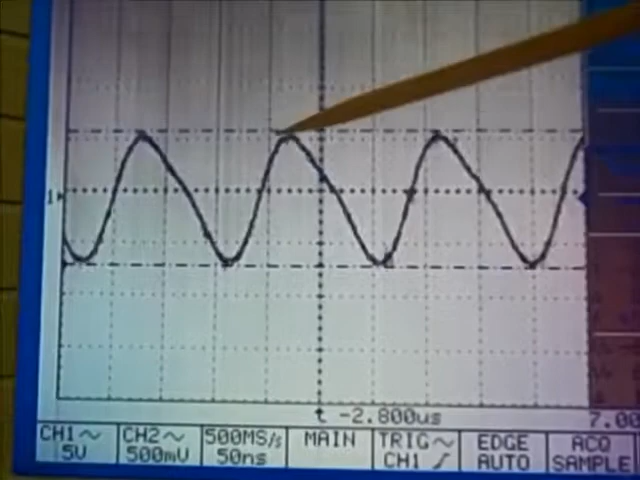 1
t -2.800us
7.00
CH1~ CH2~ 500MS/s MAIN TRIG~ EDGE ACQ
5V 500mV 50ns CH1 ⨍ AUTO SAMPLE